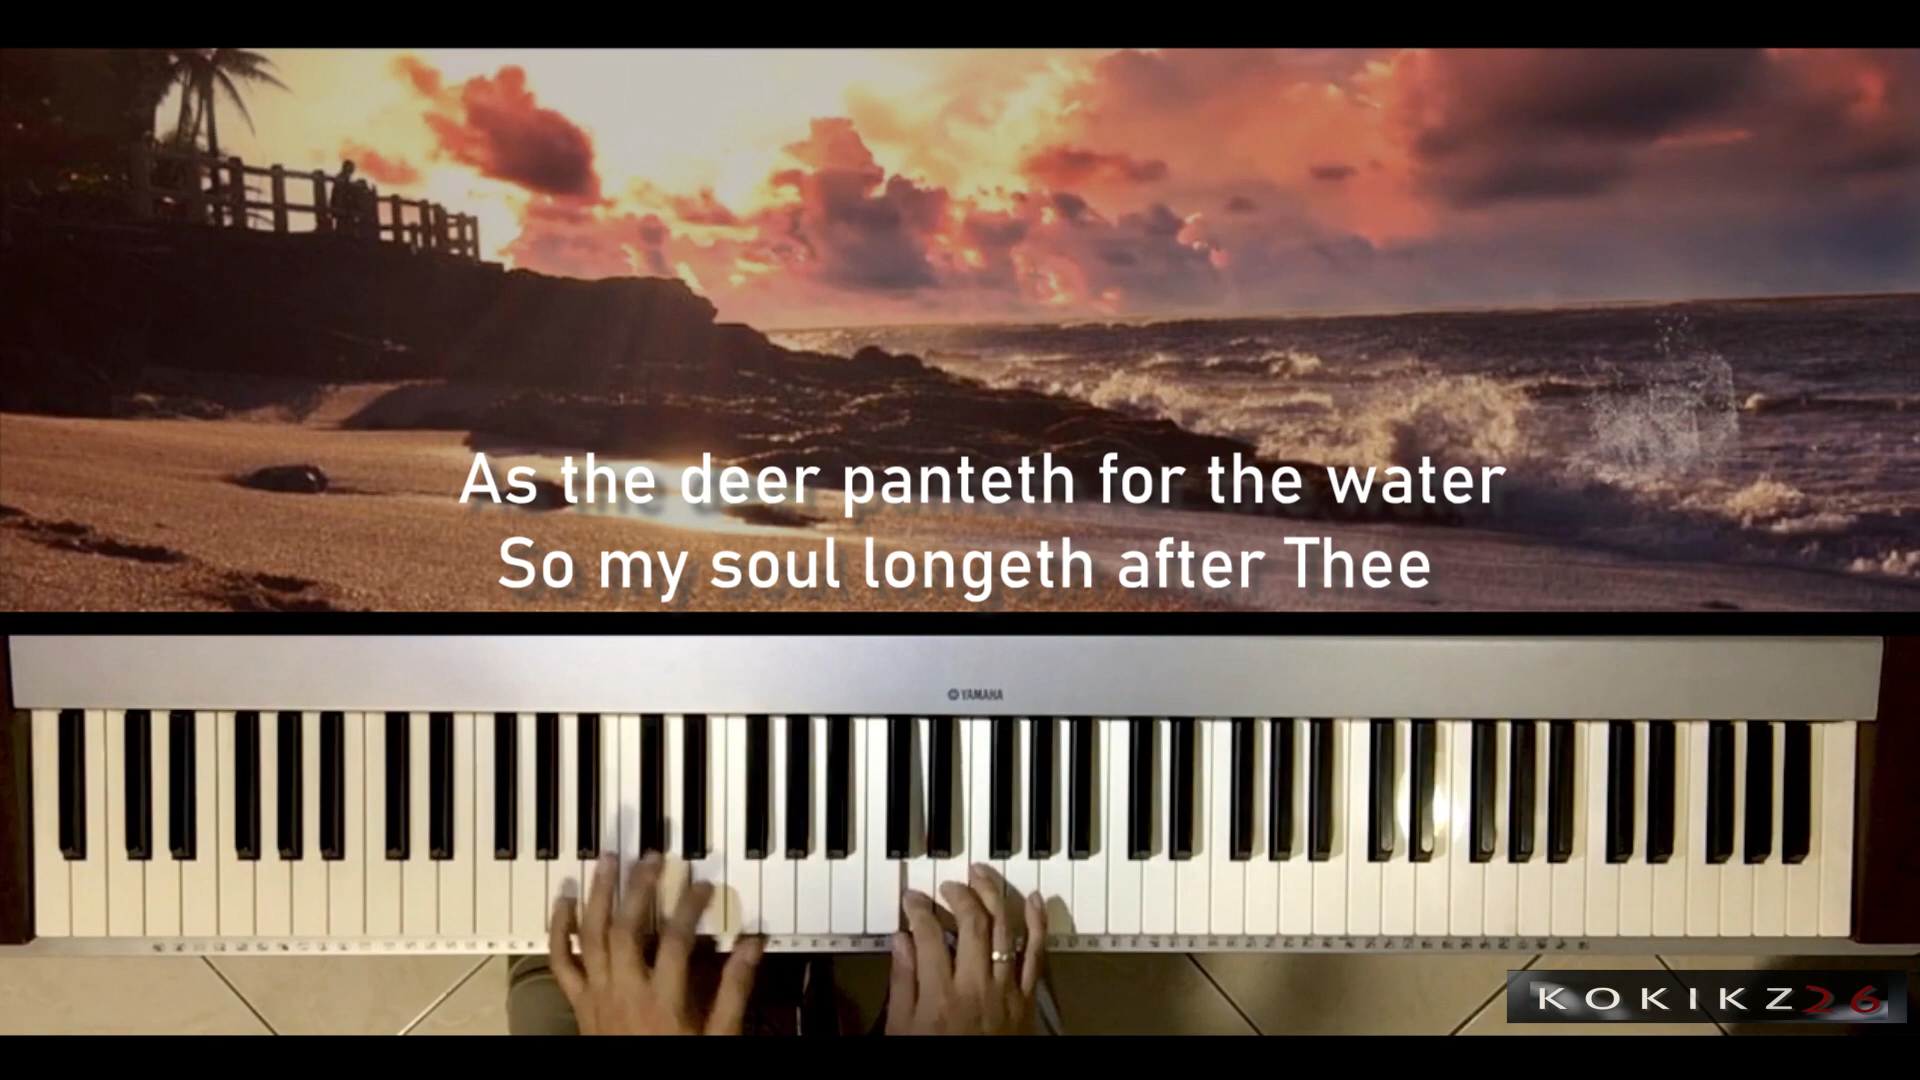 As the deer panteth for the water
So my soul longeth after Thee
YAMAHA
KOKIKZ26